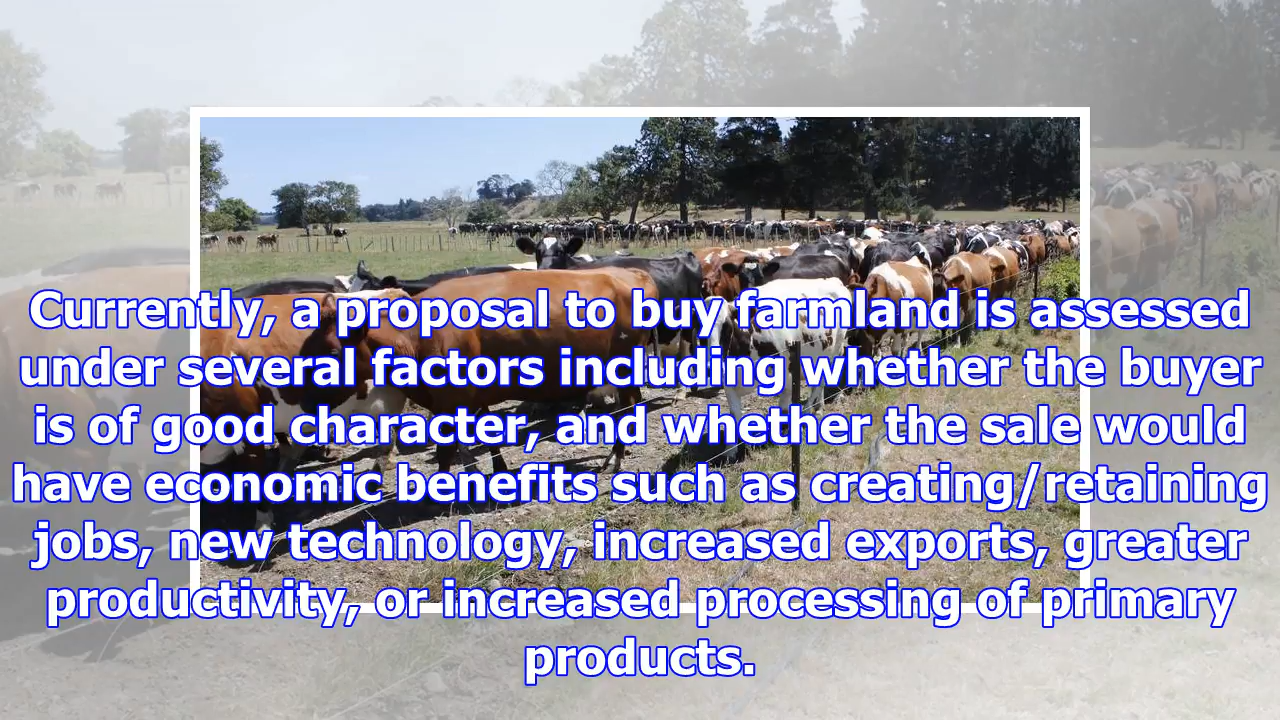 Currently, a proposal to buy farmland is assessed
under several factors including whether the buyer
is of good character, and whether the sale would
have economic benefits such as creating/retaining
jobs, new technology, increased exports, greater
productivity, or increased processing of primary
products.